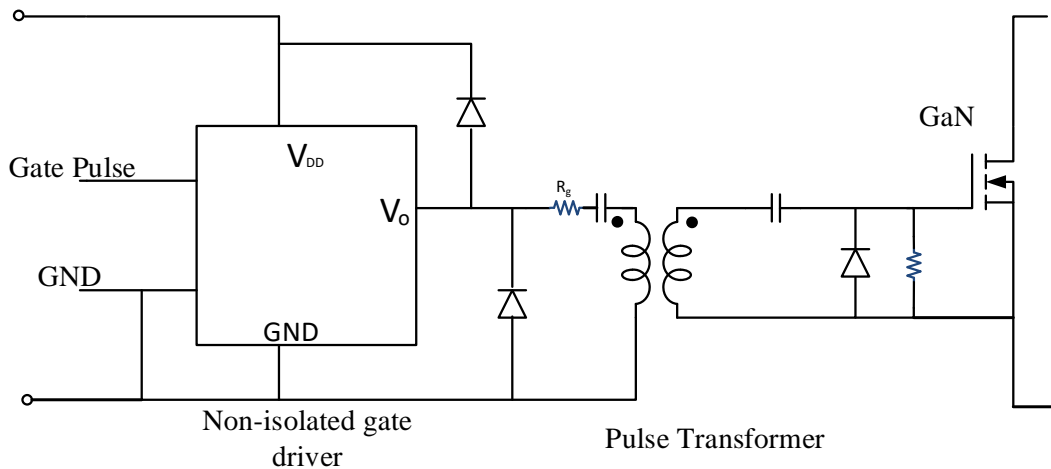 GaN
V_DD
Gate Pulse
R_g
V_o
GND
GND
Non-isolated gate
driver
Pulse Transformer